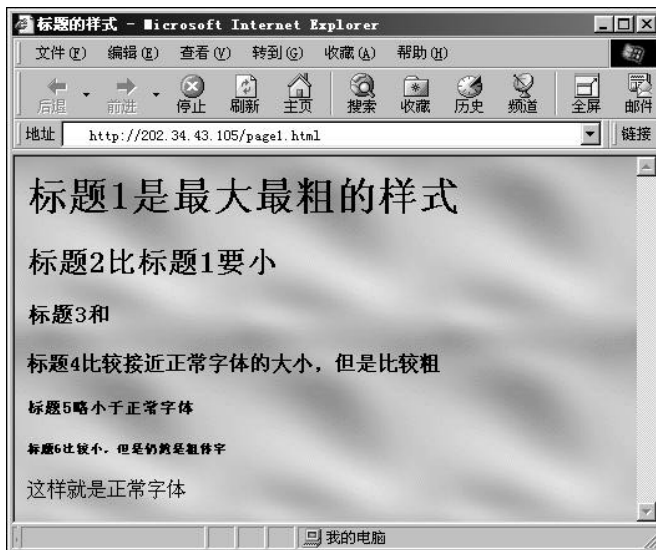 标题的样式 - Microsoft Internet Explorer
文件(F) 编辑(E) 查看(V) 转到(G) 收藏(A) 帮助(H)
后退 前进 停止 刷新 主页 搜索 收藏 历史 频道 全屏 邮件
地址 http://202.34.43.105/page1.html 链接
标题1是最大最粗的样式
标题2比标题1要小
标题3和
标题4比较接近正常字体的大小，但是比较粗
标题5略小于正常字体
标题6比较小，但是仍然是粗体字
这样就是正常字体
我的电脑